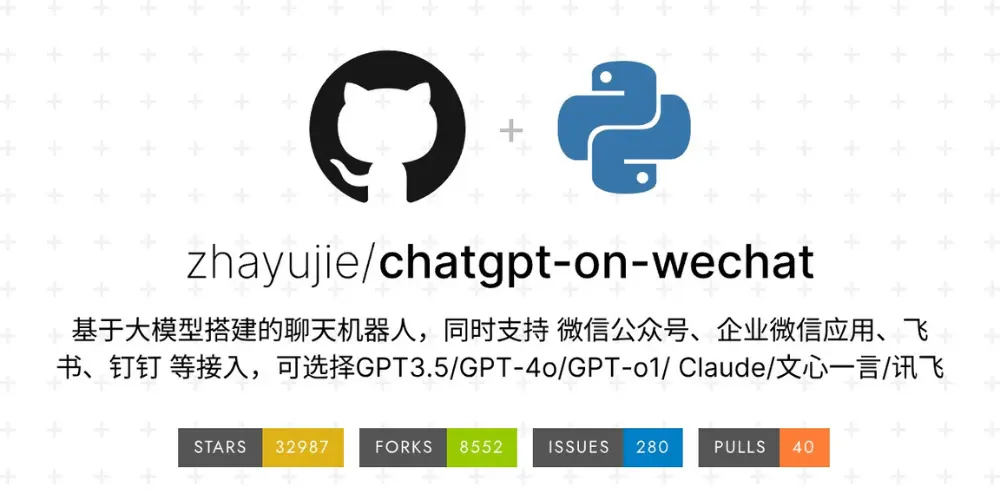 +
zhayujie/chatgpt-on-wechat
基于大模型搭建的聊天机器人，同时支持 微信公众号、企业微信应用、飞
书、钉钉 等接入，可选择GPT3.5/GPT-4o/GPT-o1/ Claude/文心一言/讯飞
STARS 32987 FORKS 8552 ISSUES 280 PULLS 40